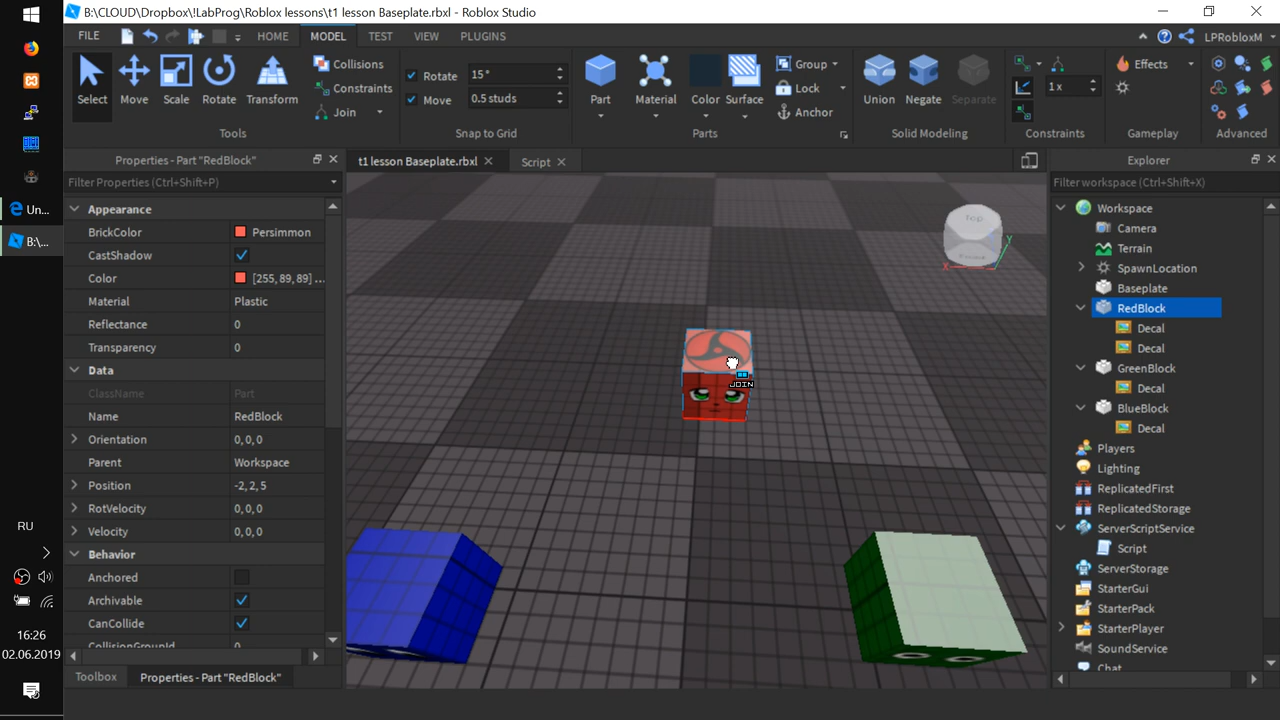 B:\CLOUD\Dropbox\!LabProg\Roblox lessons\t1 lesson Baseplate.rbxl - Roblox Studio
FILE HOME MODEL TEST VIEW PLUGINS LPRobloxM
Select Move Scale Rotate Transform
Collisions
Constraints
Join
Tools
Rotate 15°
Move 0.5 studs
Snap to Grid
Part Material Color Surface
Group
Lock
Anchor
Parts
Union Negate Separate
Solid Modeling
1 x
Constraints
Effects
Gameplay
Advanced
Un...
B:\...
RU
16:26
02.06.2019
Properties - Part "RedBlock"
Filter Properties (Ctrl+Shift+P)
Appearance
BrickColor Persimmon
CastShadow
Color [255,89,89] ...
Material Plastic
Reflectance 0
Transparency 0
Data
ClassName Part
Name RedBlock
Orientation 0, 0, 0
Parent Workspace
Position -2, 2, 5
RotVelocity 0, 0, 0
Velocity 0, 0, 0
Behavior
Anchored
Archivable
CanCollide
CollisionGroupId 0
Toolbox Properties - Part "RedBlock"
t1 lesson Baseplate.rbxl Script
Top
X
Y
JOIN
Explorer
Filter workspace (Ctrl+Shift+X)
Workspace
Camera
Terrain
SpawnLocation
Baseplate
RedBlock
Decal
Decal
GreenBlock
Decal
BlueBlock
Decal
Players
Lighting
ReplicatedFirst
ReplicatedStorage
ServerScriptService
Script
ServerStorage
StarterGui
StarterPack
StarterPlayer
SoundService
Chat